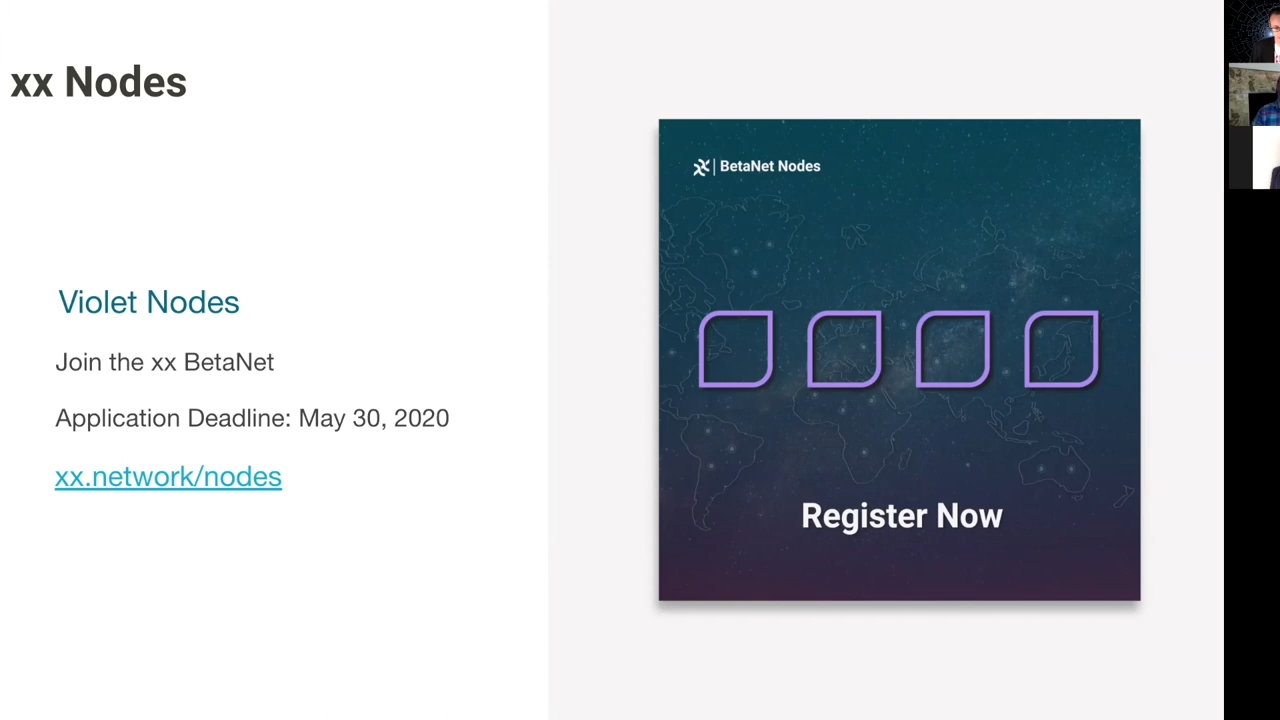 xx Nodes
Violet Nodes
Join the xx BetaNet
Application Deadline: May 30, 2020
xx.network/nodes
BetaNet Nodes
Register Now